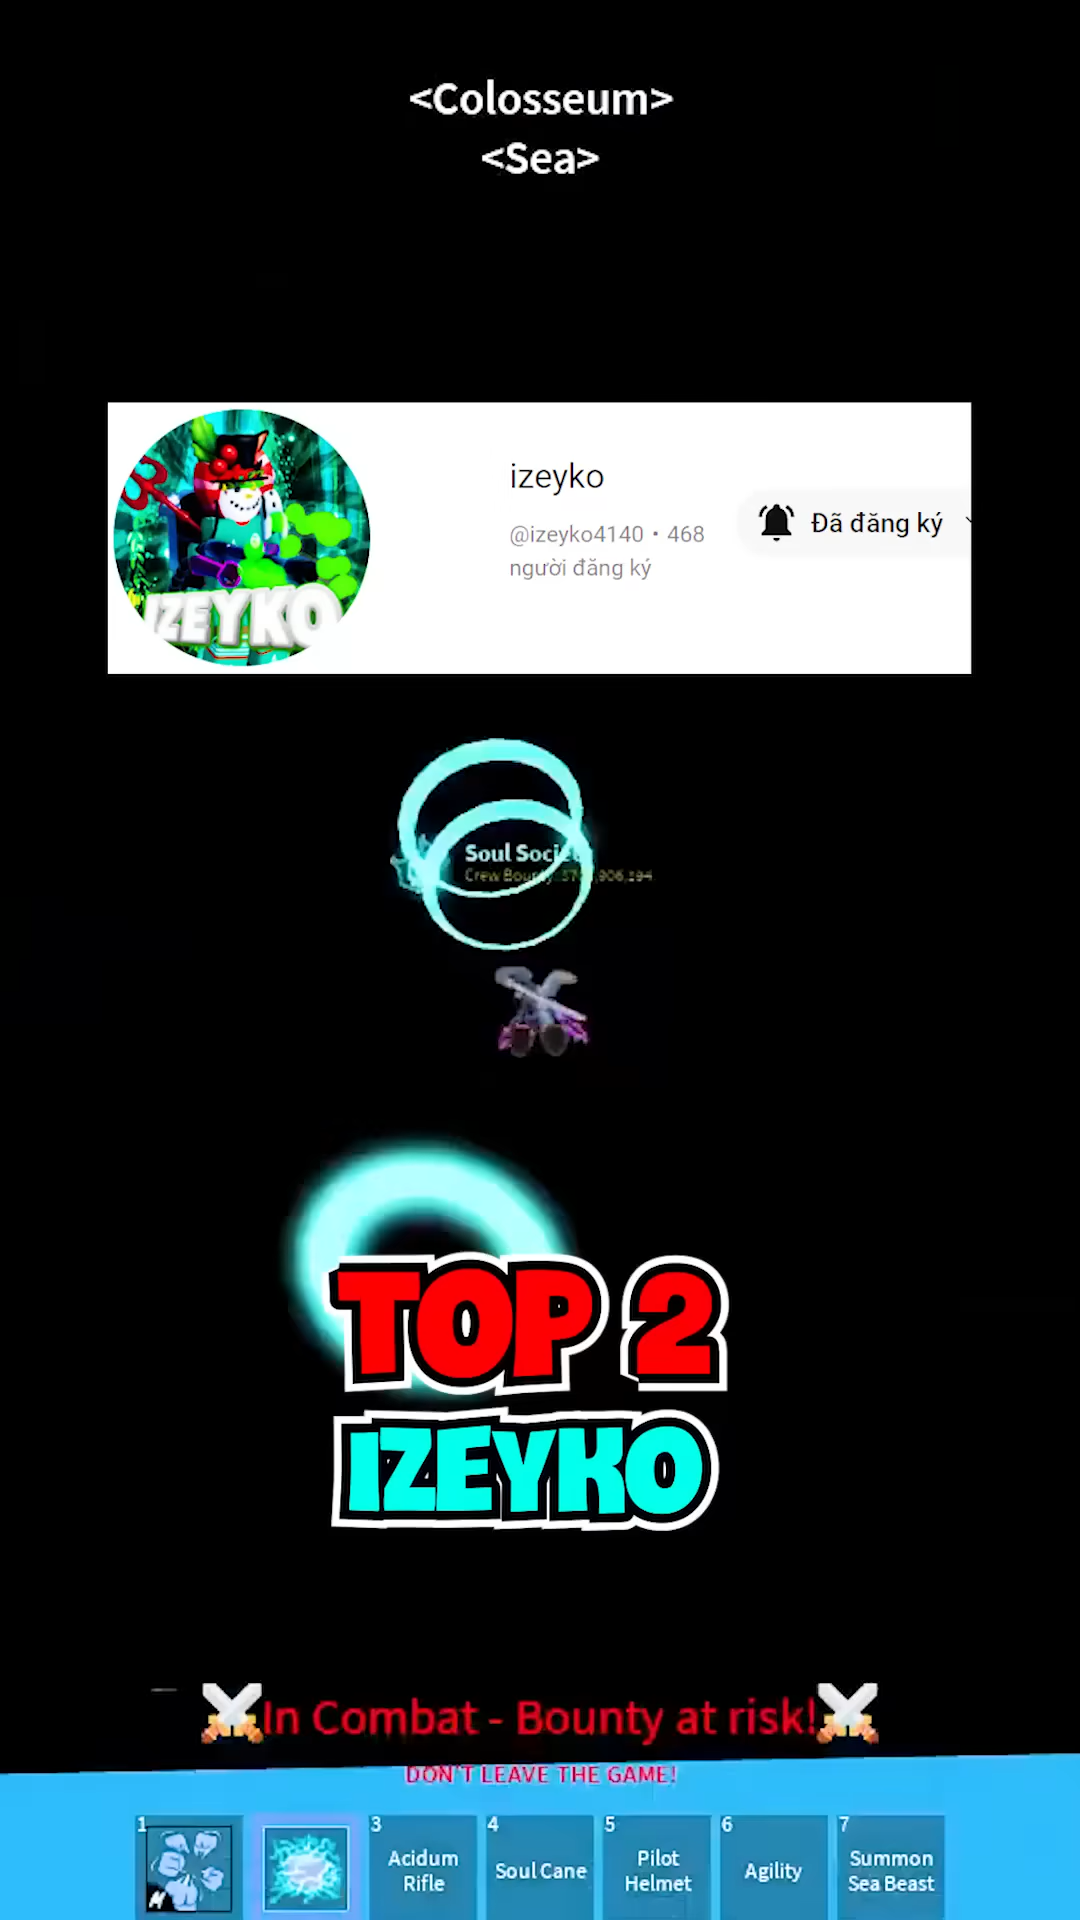 <Colosseum>
<Sea>
izeyko
@izeyko4140 • 468
người đăng ký
Đã đăng ký
IZEYKO
Soul
Crew
TOP 2
IZEYKO
In Combat - Bounty at risk!
DON'T LEAVE THE GAME!
1
3
4
5
6
7
Acidum
Rifle
Soul Cane
Pilot
Helmet
Agility
Summon
Sea Beast